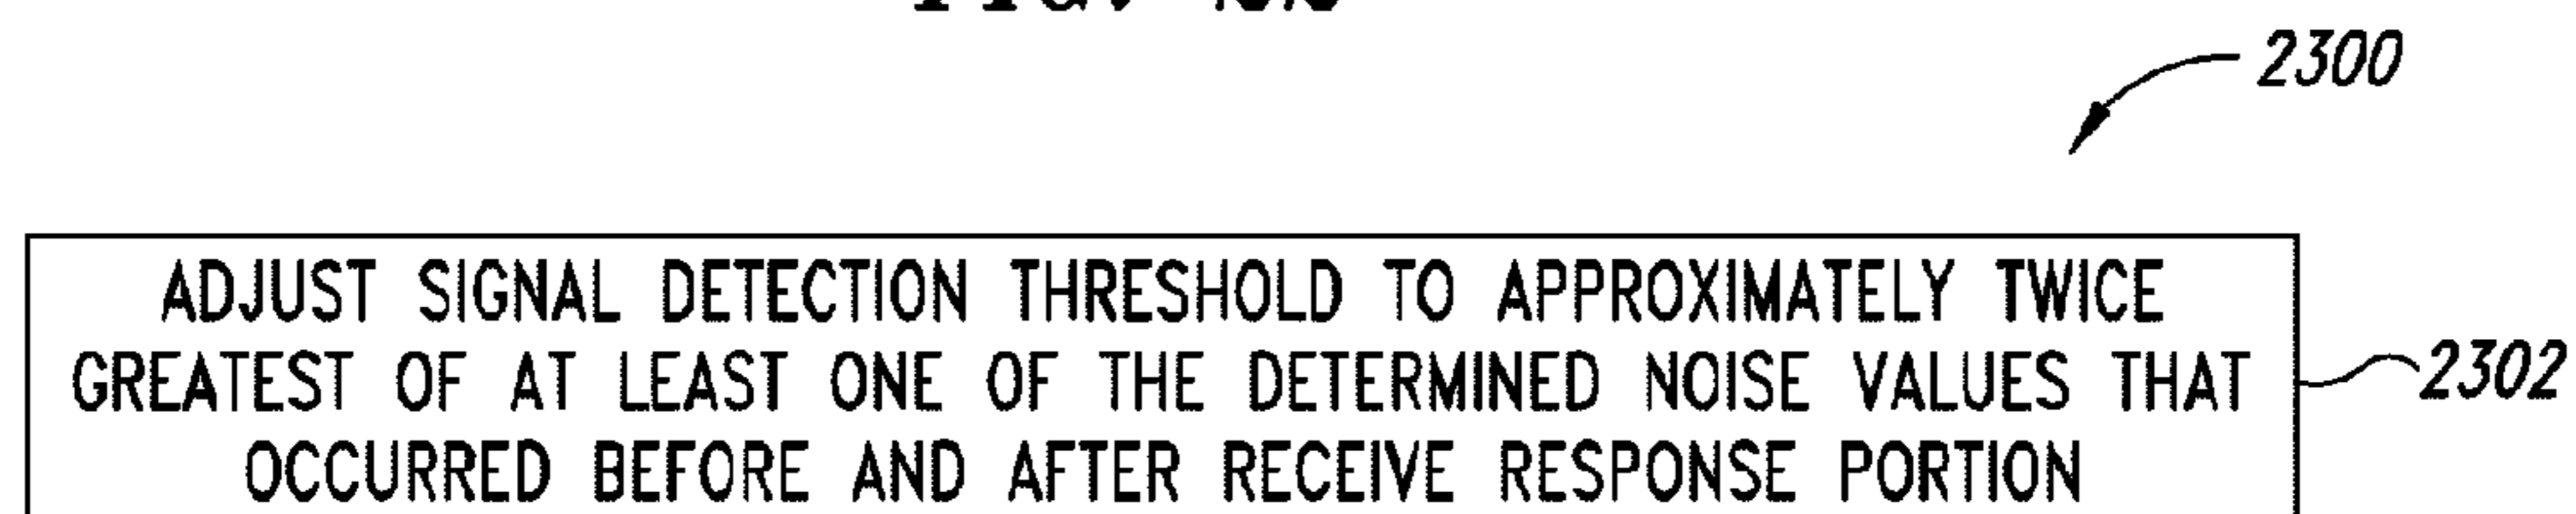 FIG.
2300
ADJUST SIGNAL DETECTION THRESHOLD TO APPROXIMATELY TWICE
GREATEST OF AT LEAST ONE OF THE DETERMINED NOISE VALUES THAT
OCCURRED BEFORE AND AFTER RECEIVE RESPONSE PORTION
2302